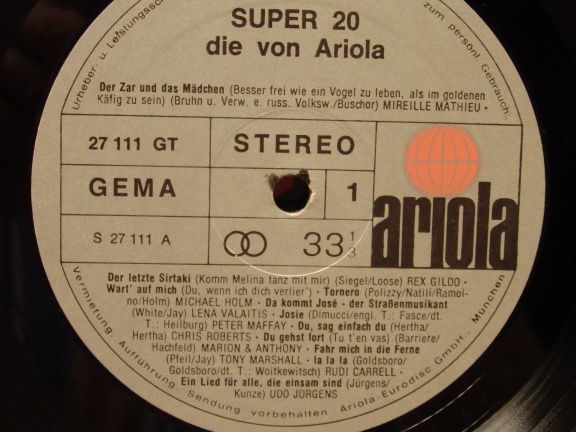 SUPER 20
die von Ariola
Urheber- u. Leistungssch
zum persönl. Gebrauch.
Der Zar und das Mädchen (Besser frei wie ein Vogel zu leben, als im goldenen
Käfig zu sein) (Bruhn u. Verw. e. russ. Volksw./Buschor) MIREILLE MATHIEU •
27 111 GT
STEREO
GEMA
1
S 27 111 A
33 1/3
ariola
Der letzte Sirtaki (Komm Melina tanz mit mir) (Siegel/Loose) REX GILDO •
Wart' auf mich (Du, wenn ich dich verlier') • Tornero (Polizzy/Natili/Ramoi-
no/Holm) MICHAEL HOLM • Da kommt José - der Straßenmusikant
(White/Jay) LENA VALAITIS • Josie (Dimucci/engl. T.: Fasce/dt.
T.: Heilburg) PETER MAFFAY • Du, sag einfach du (Hertha/
Hertha) CHRIS ROBERTS • Du gehst fort (Tu t'en vas) (Barriere/
Hachfeld) MARION & ANTHONY • Fahr mich in die Ferne
(Pfeil/Jay) TONY MARSHALL • la la la (Goldsboro/
Goldsboro/dt. T.: Woitkewitsch) RUDI CARRELL •
Ein Lied für alle, die einsam sind (Jürgens/
Kunze) UDO JÜRGENS
Vermietung, Aufführung, Sendung vorbehalten. Ariola-Eurodisc GmbH., München